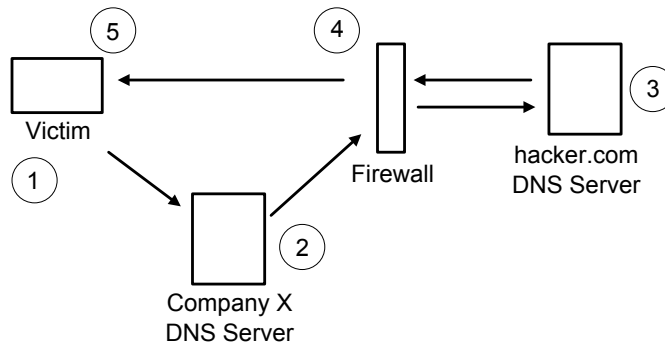 5
4
3
Victim
1
Firewall
hacker.com
DNS Server
2
Company X
DNS Server